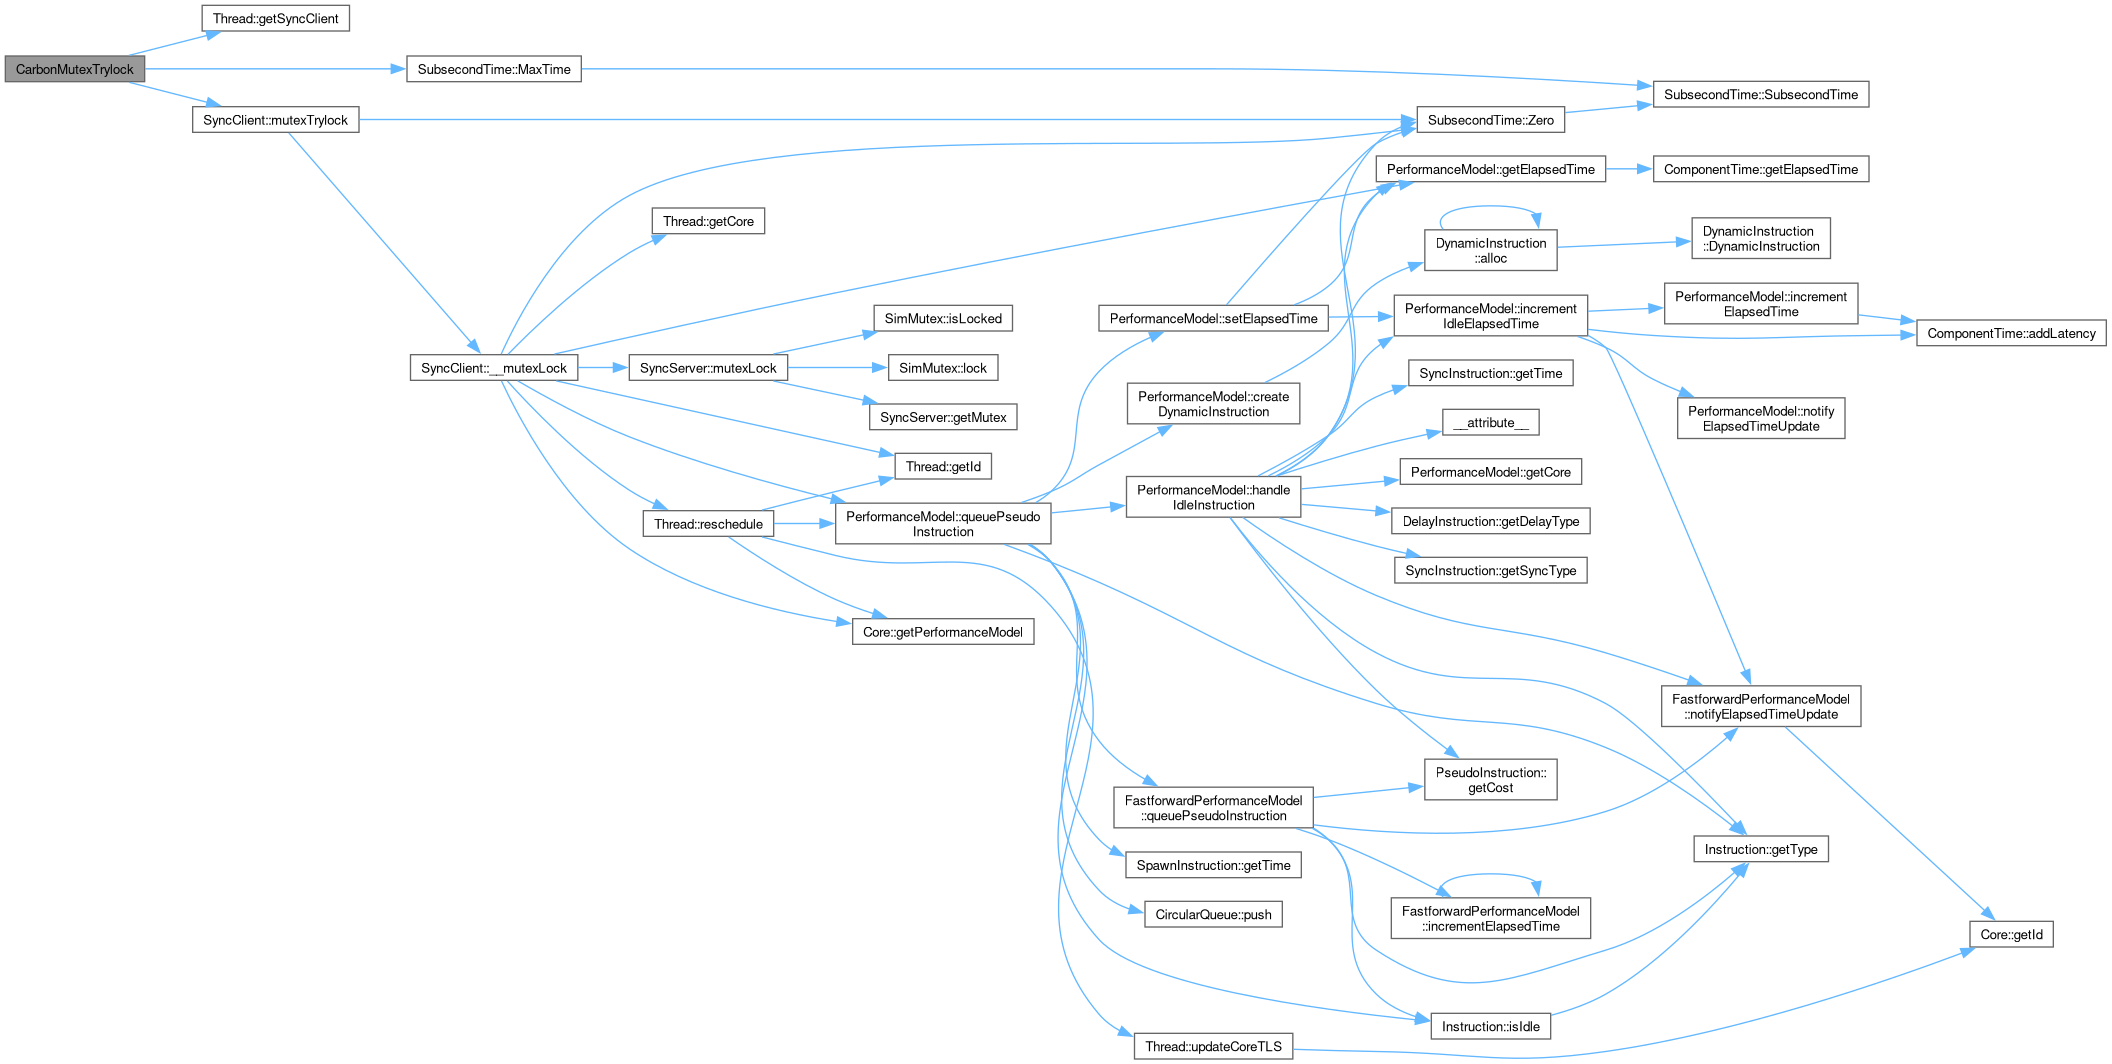 Thread::getSyncClient
CarbonMutexTrylock
SubsecondTime::MaxTime
SyncClient::mutexTrylock
SubsecondTime::SubsecondTime
SubsecondTime::Zero
PerformanceModel::getElapsedTime
ComponentTime::getElapsedTime
Thread::getCore
DynamicInstruction
::alloc
DynamicInstruction
::DynamicInstruction
SimMutex::isLocked
PerformanceModel::setElapsedTime
PerformanceModel::increment
IdleElapsedTime
PerformanceModel::increment
ElapsedTime
ComponentTime::addLatency
SyncClient::__mutexLock
SyncServer::mutexLock
SimMutex::lock
SyncServer::getMutex
PerformanceModel::create
DynamicInstruction
SyncInstruction::getTime
PerformanceModel::notify
ElapsedTimeUpdate
__attribute__
Thread::getId
PerformanceModel::getCore
PerformanceModel::handle
IdleInstruction
Thread::reschedule
PerformanceModel::queuePseudo
Instruction
DelayInstruction::getDelayType
SyncInstruction::getSyncType
Core::getPerformanceModel
FastforwardPerformanceModel
::notifyElapsedTimeUpdate
PseudoInstruction::
getCost
FastforwardPerformanceModel
::queuePseudoInstruction
Instruction::getType
SpawnInstruction::getTime
CircularQueue::push
FastforwardPerformanceModel
::incrementElapsedTime
Core::getId
Instruction::isIdle
Thread::updateCoreTLS